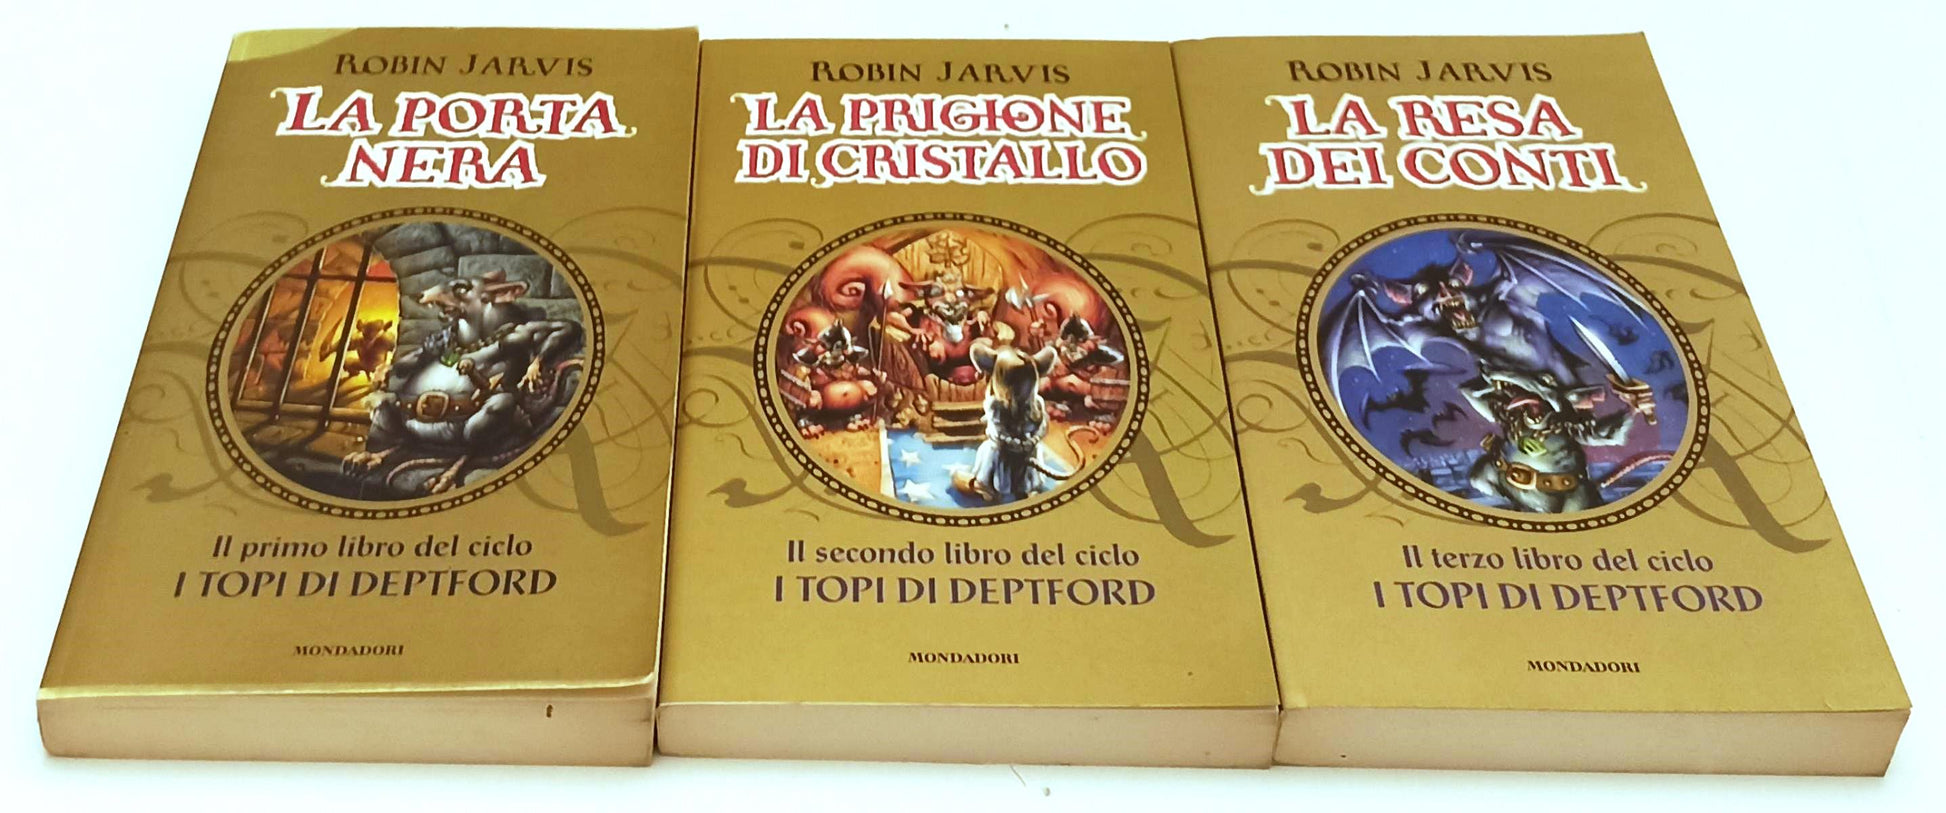 ROBIN JARVIS
LA PORTA
NERA
Il primo libro del ciclo
I TOPI DI DEPTFORD
MONDADORI
ROBIN JARVIS
LA PRIGIONE
DI CRISTALLO
Il secondo libro del ciclo
I TOPI DI DEPTFORD
MONDADORI
ROBIN JARVIS
LA RESA
DEI CONTI
Il terzo libro del ciclo
I TOPI DI DEPTFORD
MONDADORI